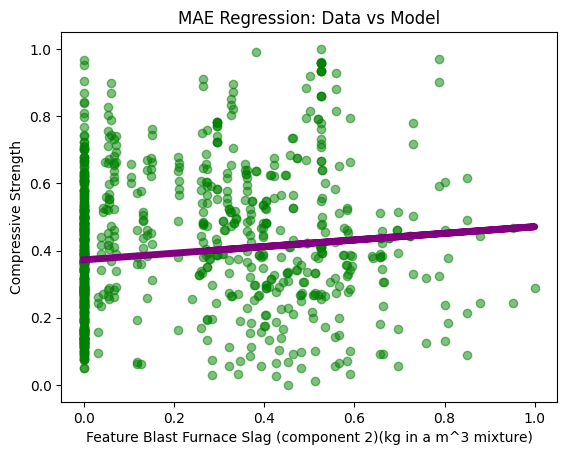 MAE Regression: Data vs Model
Compressive Strength
1.0
0.8
0.6
0.4
0.2
0.0
0.0 0.2 0.4 0.6 0.8 1.0
Feature Blast Furnace Slag (component 2)(kg in a m^3 mixture)